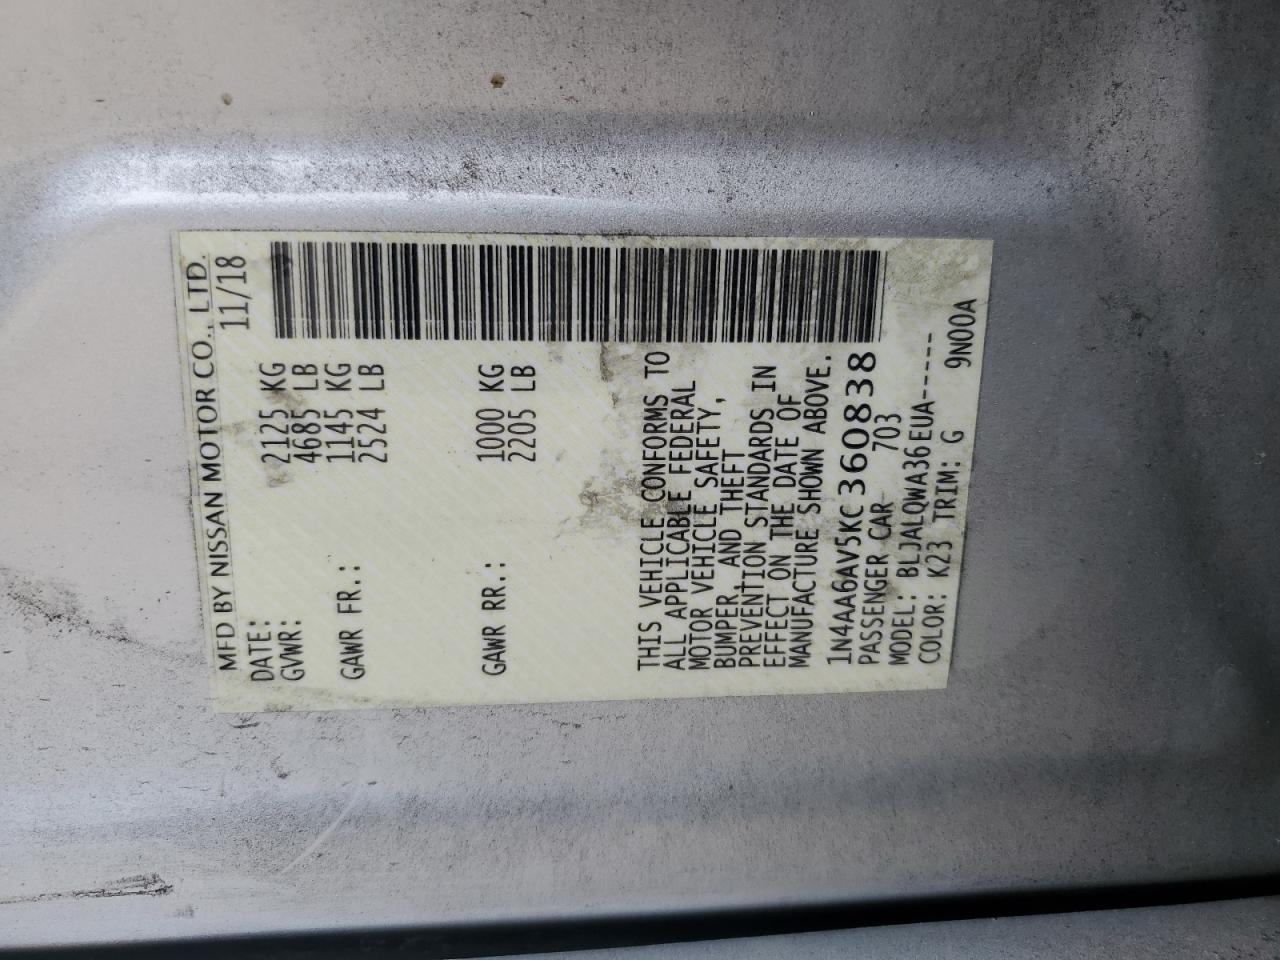 MFD BY NISSAN MOTOR CO., LTD.
DATE: 11/18
GVWR: 2125 KG
4685 LB
GAWR FR.: 1145 KG
2524 LB
GAWR RR.: 1000 KG
2205 LB
THIS VEHICLE CONFORMS TO
ALL APPLICABLE FEDERAL
MOTOR VEHICLE SAFETY,
BUMPER, AND THEFT
PREVENTION STANDARDS IN
EFFECT ON THE DATE OF
MANUFACTURE SHOWN ABOVE.
1N4AA6AV5KC360838
PASSENGER CAR 703
MODEL: BLJALQWA36EUA-----
COLOR: K23 TRIM: G 9N00A